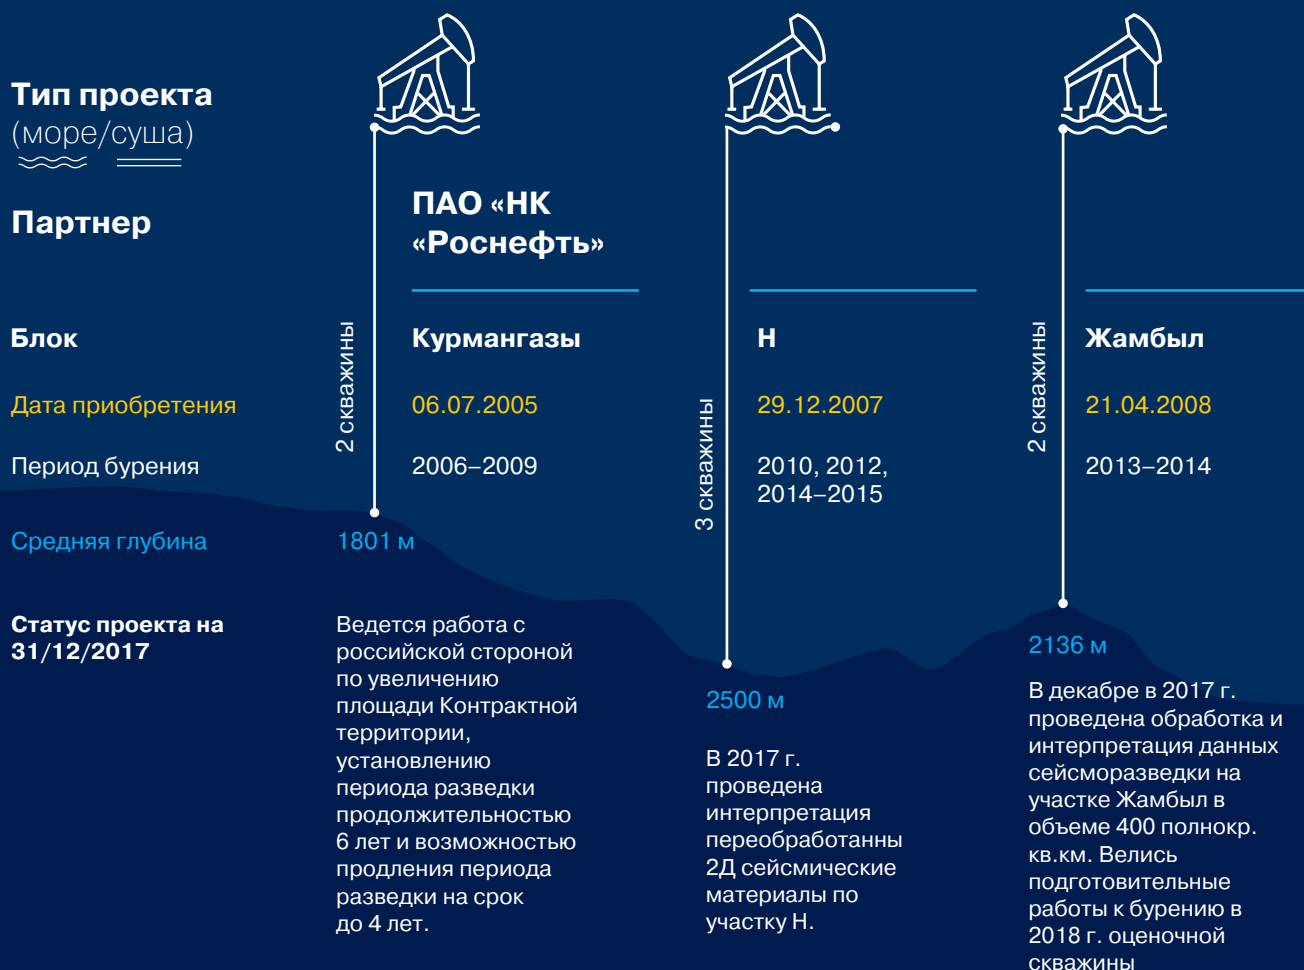 Тип проекта
(море/суша)
Партнер
ПАО «НК
«Роснефть»
Блок
Курмангазы
Н
Жамбыл
Дата приобретения
06.07.2005
29.12.2007
21.04.2008
Период бурения
2006–2009
2010, 2012,
2014–2015
2013–2014
2 скважины
3 скважины
2 скважины
Средняя глубина
1801 м
2500 м
2136 м
Статус проекта на
31/12/2017
Ведется работа с
российской стороной
по увеличению
площади Контрактной
территории,
установлению
периода разведки
продолжительностью
6 лет и возможностью
продления периода
разведки на срок
до 4 лет.
В 2017 г.
проведена
интерпретация
переобработанны
2Д сейсмические
материалы по
участку Н.
В декабре в 2017 г.
проведена обработка и
интерпретация данных
сейсморазведки на
участке Жамбыл в
объеме 400 полнокр.
кв.км. Велись
подготовительные
работы к бурению в
2018 г. оценочной
скважины